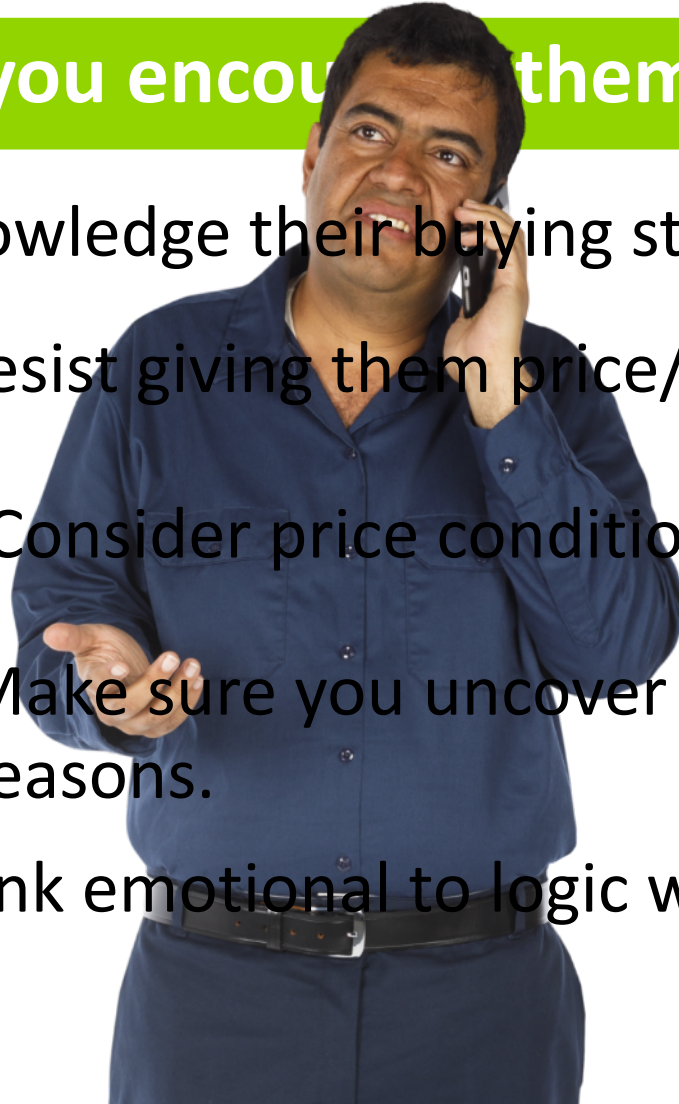 you encou them
owledge their buying st
esist giving them price/
Consider price conditio
Make sure you uncover
easons.
nk emotional to logic w